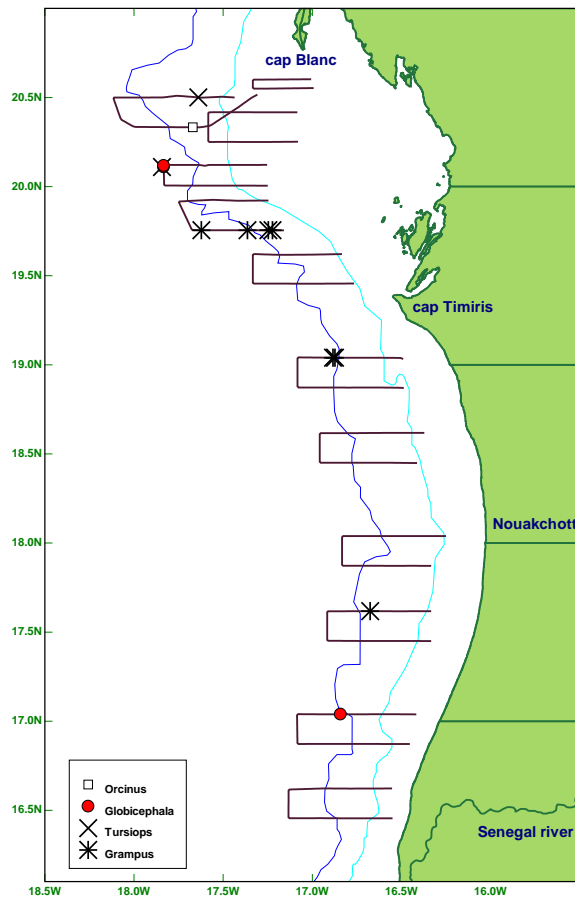 cap Blanc
20.5N
20.0N
19.5N
cap Timiris
19.0N
18.5N
Nouakchott
18.0N
17.5N
17.0N
Orcinus
Globicephala
Tursiops
Grampus
16.5N
Senegal river
18.5W 18.0W 17.5W 17.0W 16.5W 16.0W